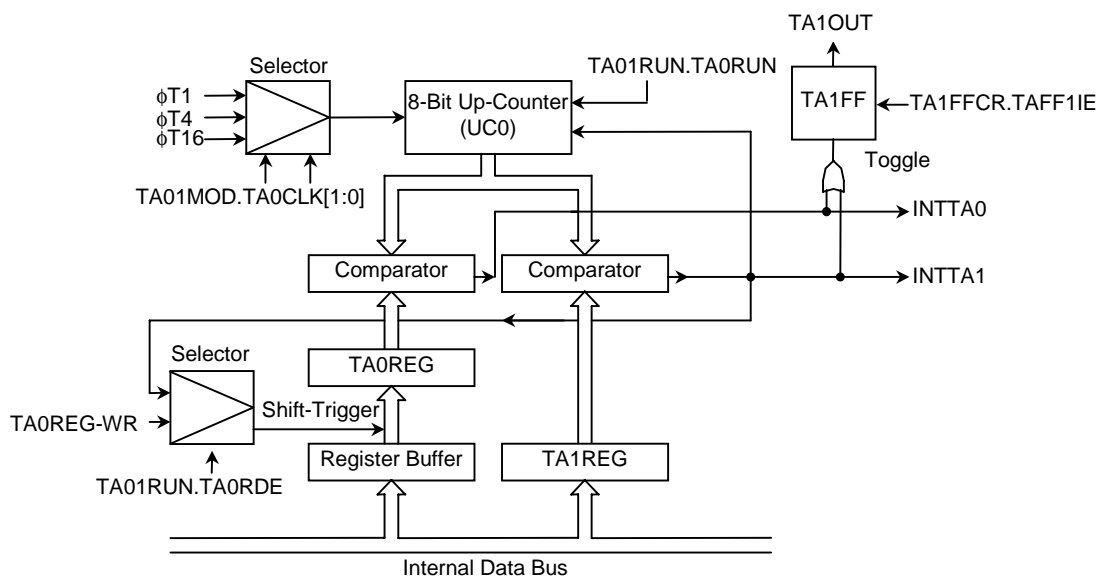 TA1OUT
Selector
TA01RUN.TA0RUN
ϕT1
ϕT4
ϕT16
8-Bit Up-Counter
(UC0)
TA1FF
TA1FFCR.TAFF1IE
Toggle
TA01MOD.TA0CLK[1:0]
INTTA0
Comparator
Comparator
INTTA1
Selector
TA0REG
TA0REG-WR
Shift-Trigger
Register Buffer
TA1REG
TA01RUN.TA0RDE
Internal Data Bus